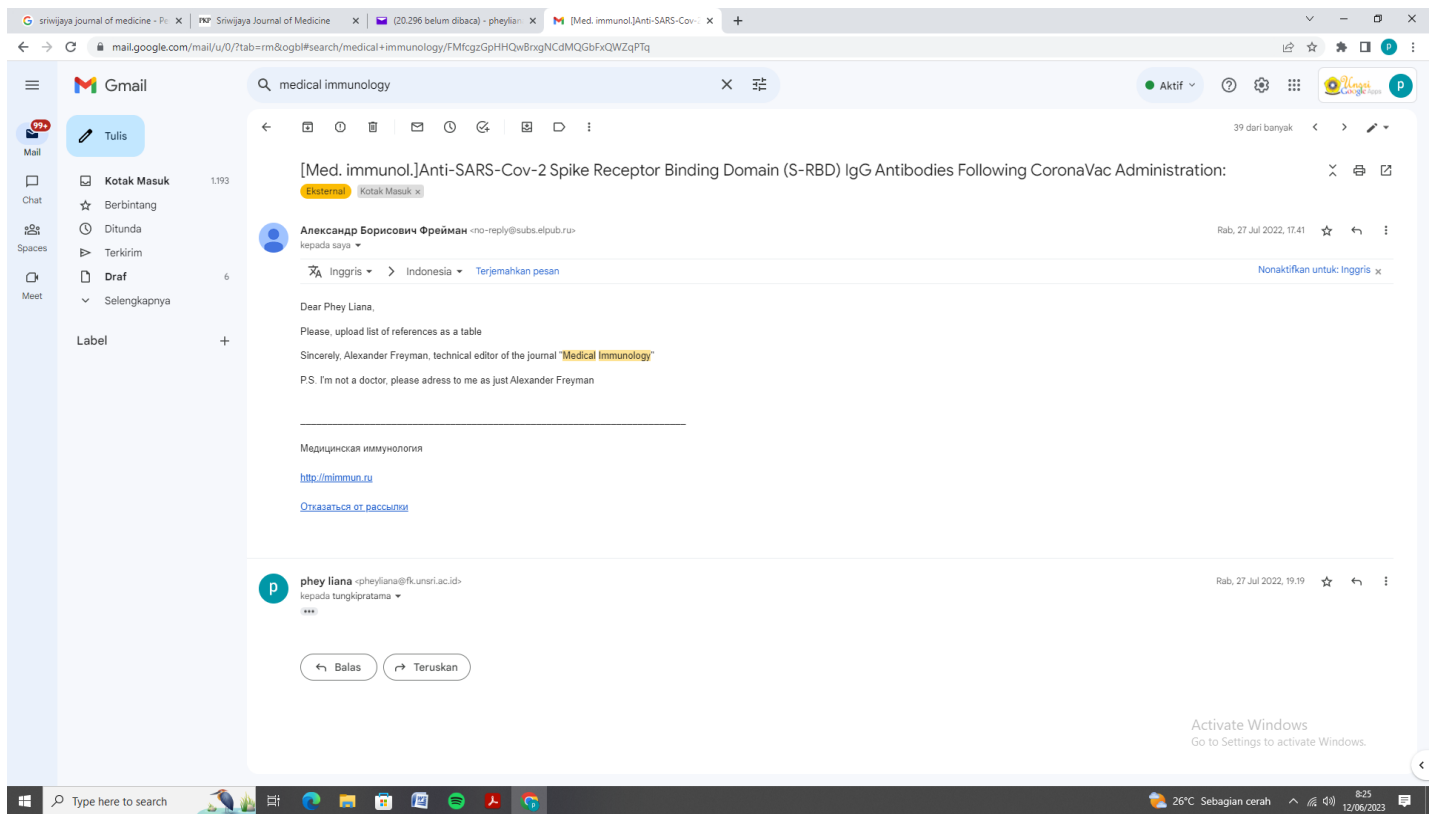 sriwijaya journal of medicine - Pe
PKP Sriwijaya Journal of Medicine
(20.296 belum dibaca) - pheylian
[Med. immunol.]Anti-SARS-Cov-2
mail.google.com/mail/u/0/?tab=rm&ogbl#search/medical+immunology/FMfcgzGpHHQwBrxgNCdMQGbFxQWZqPTq
P
Gmail
medical immunology
Aktif
Unsri
Google Apps
P
99+
Mail
Chat
Spaces
Meet
Tulis
Kotak Masuk 1.193
Berbintang
Ditunda
Terkirim
Draf 6
Selengkapnya
Label
39 dari banyak
[Med. immunol.]Anti-SARS-Cov-2 Spike Receptor Binding Domain (S-RBD) IgG Antibodies Following CoronaVac Administration:
Eksternal Kotak Masuk ×
Александр Борисович Фрейман <no-reply@subs.elpub.ru> Rab, 27 Jul 2022, 17.41
kepada saya
Inggris > Indonesia Terjemahkan pesan Nonaktifkan untuk: Inggris ×
Dear Phey Liana,
Please, upload list of references as a table
Sincerely, Alexander Freyman, technical editor of the journal "Medical Immunology"
P.S. I'm not a doctor, please adress to me as just Alexander Freyman
Медицинская иммунология
http://mimmun.ru
Отказаться от рассылки
p
phey liana <pheyliana@fk.unsri.ac.id> Rab, 27 Jul 2022, 19.19
kepada tungkipratama
Balas Teruskan
Activate Windows
Go to Settings to activate Windows.
Type here to search
26°C Sebagian cerah
8:25
12/06/2023